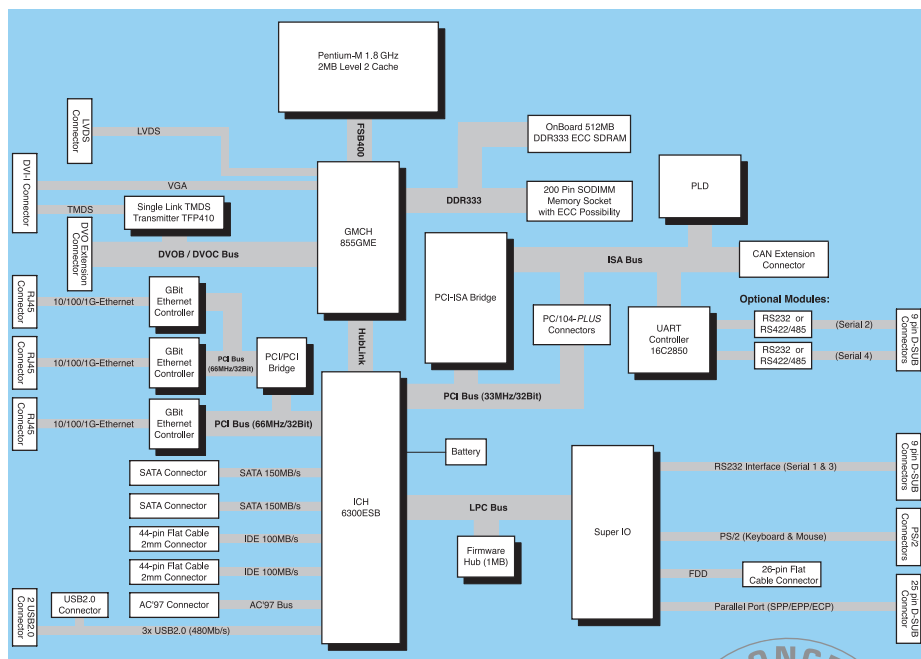 Pentium-M 1.8 GHz
2MB Level 2 Cache
FSB400
LVDS
Connector
LVDS
OnBoard 512MB
DDR333 ECC SDRAM
DVI-I Connector
VGA
TMDS
Single Link TMDS
Transmitter TFP410
GMCH
855GME
DDR333
200 Pin SODIMM
Memory Socket
with ECC Possibility
PLD
DVO Extension
Connector
DVOB / DVOC Bus
ISA Bus
CAN Extension
Connector
RJ45
Connector
10/100/1G-Ethernet
GBit
Ethernet
Controller
PCI-ISA Bridge
PC/104-PLUS
Connectors
UART
Controller
16C2850
Optional Modules:
RS232 or
RS422/485
(Serial 2)
RS232 or
RS422/485
(Serial 4)
9 pin D-SUB
Connectors
HubLink
RJ45
Connector
10/100/1G-Ethernet
GBit
Ethernet
Controller
PCI Bus
(66MHz/32Bit)
PCI/PCI
Bridge
PCI Bus (33MHz/32Bit)
RJ45
Connector
10/100/1G-Ethernet
GBit
Ethernet
Controller
PCI Bus (66MHz/32Bit)
Battery
SATA Connector
SATA 150MB/s
SATA Connector
SATA 150MB/s
44-pin Flat Cable
2mm Connector
IDE 100MB/s
44-pin Flat Cable
2mm Connector
IDE 100MB/s
AC'97 Connector
AC'97 Bus
USB2.0
Connector
2 USB2.0
Connector
3x USB2.0 (480Mb/s)
ICH
6300ESB
LPC Bus
Firmware
Hub (1MB)
Super IO
RS232 Interface (Serial 1 & 3)
9 pin D-SUB
Connectors
PS/2 (Keyboard & Mouse)
PS/2
Connectors
FDD
26-pin Flat
Cable Connector
Parallel Port (SPP/EPP/ECP)
25 pin D-SUB
Conntctor